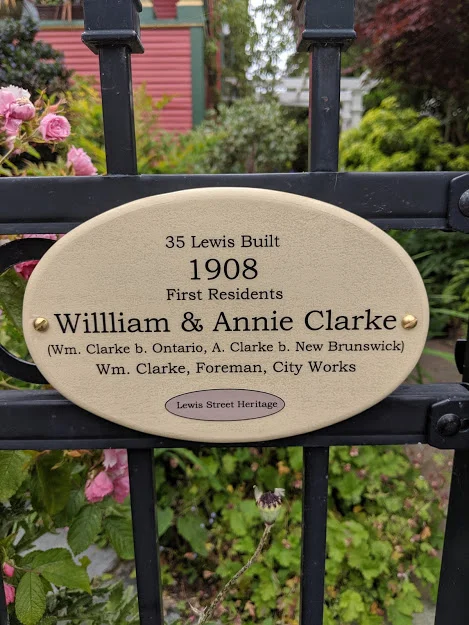 35 Lewis Built
1908
First Residents
Willliam & Annie Clarke
(Wm. Clarke b. Ontario, A. Clarke b. New Brunswick)
Wm. Clarke, Foreman, City Works
Lewis Street Heritage